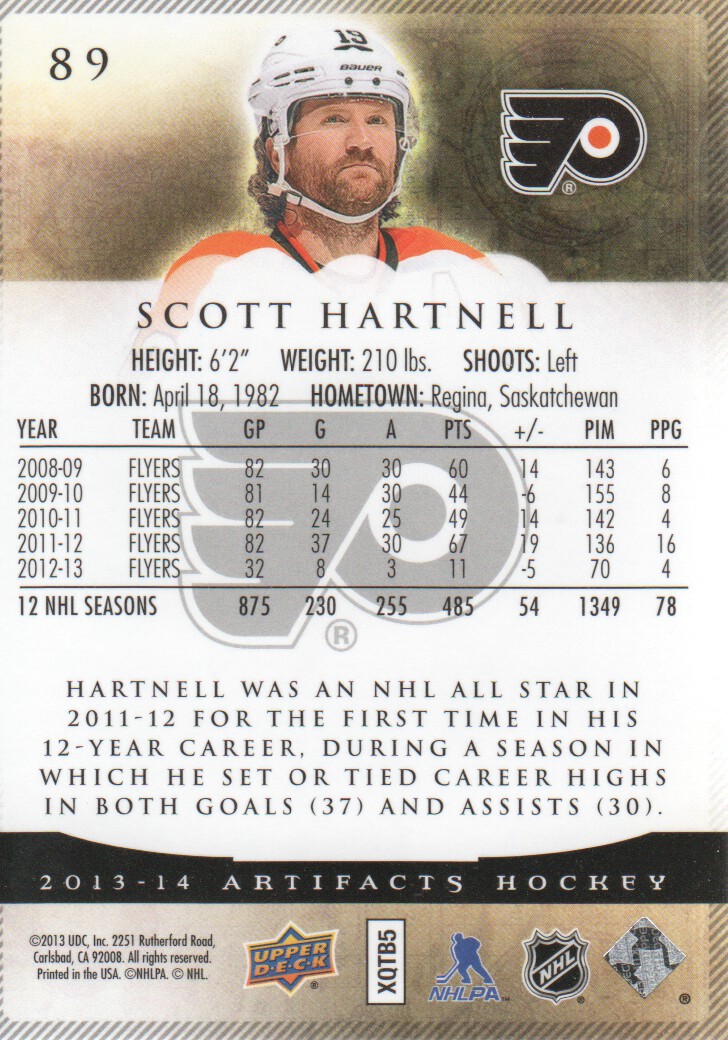 89
19
BAUER
®
SCOTT HARTNELL
HEIGHT: 6'2” WEIGHT: 210 lbs. SHOOTS: Left
BORN: April 18, 1982 HOMETOWN: Regina, Saskatchewan
YEAR TEAM GP G A PTS +/- PIM PPG
2008-09 FLYERS 82 30 30 60 14 143 6
2009-10 FLYERS 81 14 30 44 -6 155 8
2010-11 FLYERS 82 24 25 49 14 142 4
2011-12 FLYERS 82 37 30 67 19 136 16
2012-13 FLYERS 32 8 3 11 -5 70 4
12 NHL SEASONS 875 230 255 485 54 1349 78
®
HARTNELL WAS AN NHL ALL STAR IN
2011-12 FOR THE FIRST TIME IN HIS
12-YEAR CAREER, DURING A SEASON IN
WHICH HE SET OR TIED CAREER HIGHS
IN BOTH GOALS (37) AND ASSISTS (30).
2013-14 ARTIFACTS HOCKEY
©2013 UDC, Inc. 2251 Rutherford Road,
Carlsbad, CA 92008. All rights reserved.
Printed in the USA. ©NHLPA. © NHL.
UPPER
D·E·C·K
®
XQTB5
NHLPA™
NHL
®
®